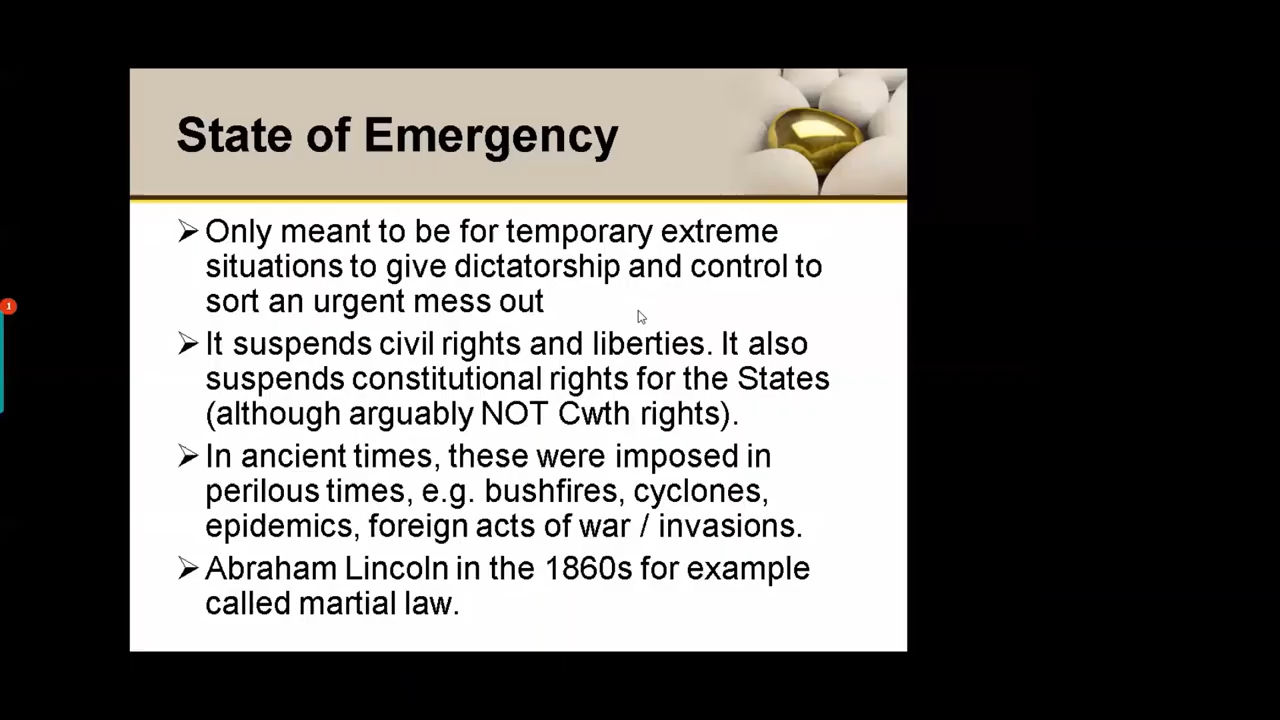 State of Emergency
Only meant to be for temporary extreme
situations to give dictatorship and control to
sort an urgent mess out
It suspends civil rights and liberties. It also
suspends constitutional rights for the States
(although arguably NOT Cwth rights).
In ancient times, these were imposed in
perilous times, e.g. bushfires, cyclones,
epidemics, foreign acts of war / invasions.
Abraham Lincoln in the 1860s for example
called martial law.
1